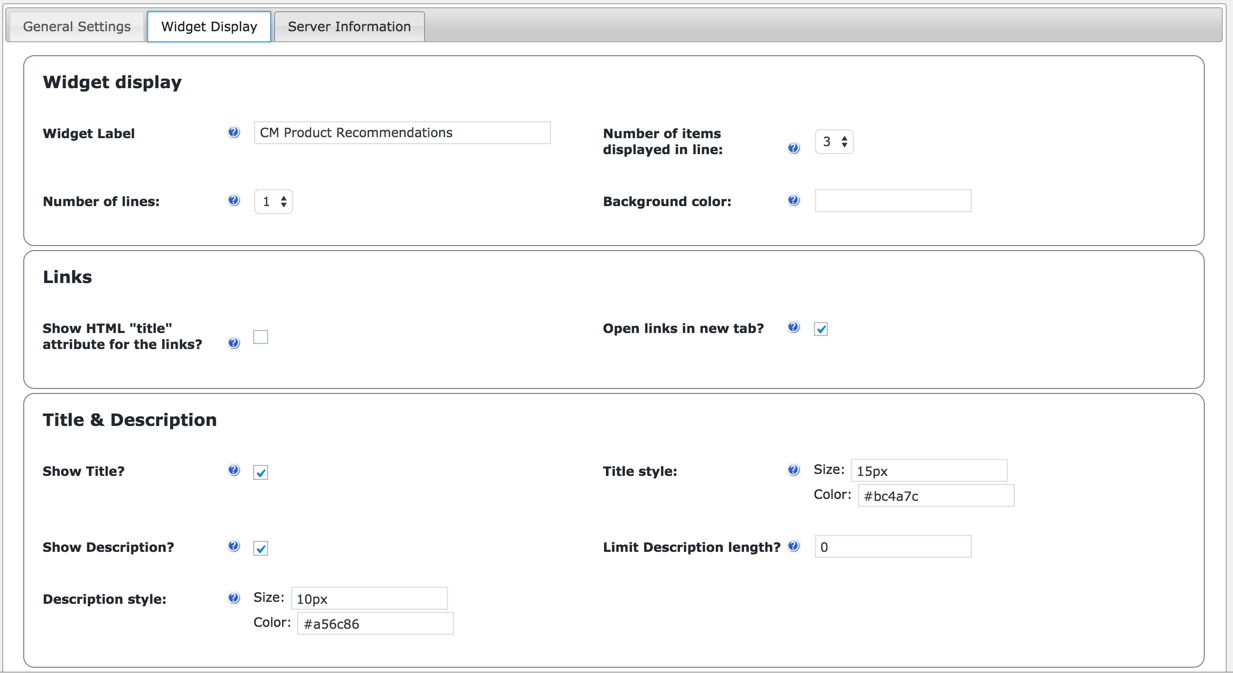 General Settings
Widget Display
Server Information
Widget display
Widget Label
CM Product Recommendations
Number of items
displayed in line:
3
Number of lines:
1
Background color:
Links
Show HTML "title"
attribute for the links?
Open links in new tab?
Title & Description
Show Title?
Title style:
Size: 15px
Color: #bc4a7c
Show Description?
Limit Description length?
0
Description style:
Size: 10px
Color: #a56c86